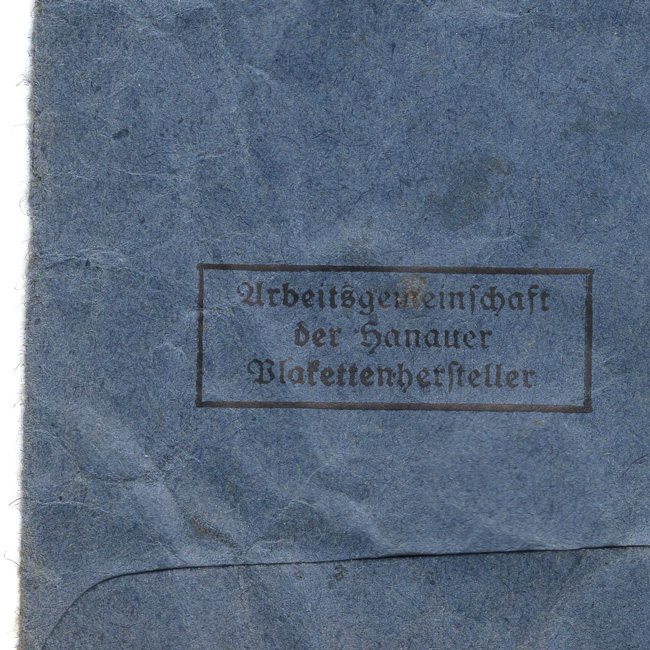 Arbeitsgemeinschaft
der Hanauer
Plakettenhersteller